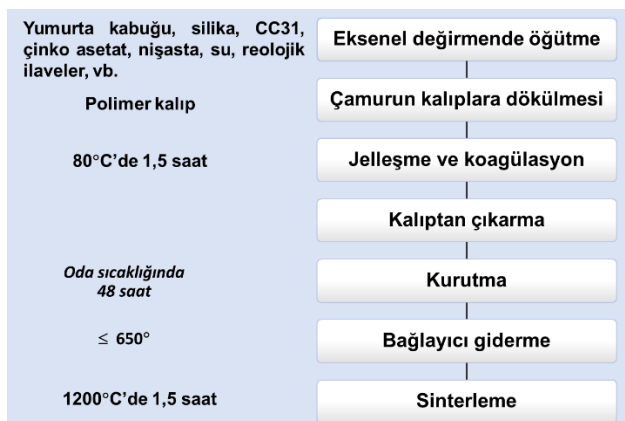 Yumurta kabuğu, silika, CC31,
çinko asetat, nişasta, su, reolojik
ilaveler, vb.
Eksenel değirmende öğütme
Polimer kalıp
Çamurun kalıplara dökülmesi
80°C’de 1,5 saat
Jelleşme ve koagülasyon
Kalıptan çıkarma
Oda sıcaklığında
48 saat
Kurutma
≤ 650°
Bağlayıcı giderme
1200°C’de 1,5 saat
Sinterleme